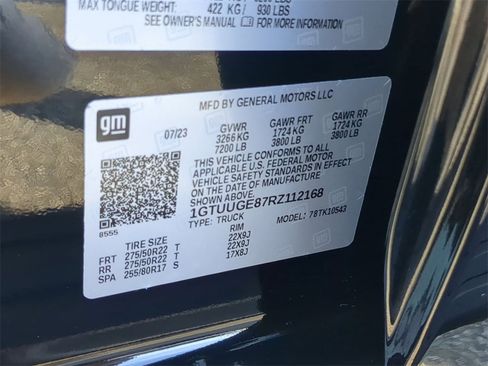 MAX TONGUE WEIGHT: 422 KG / 930 LBS
SEE OWNER'S MANUAL FOR MORE INFORMATION
gm
MFD BY GENERAL MOTORS LLC
07/23 GVWR GAWR FRT GAWR RR
3266 KG 1724 KG 1724 KG
7200 LB 3800 LB 3800 LB
THIS VEHICLE CONFORMS TO ALL
APPLICABLE U.S. FEDERAL MOTOR
VEHICLE SAFETY STANDARDS IN EFFECT
ON THE DATE OF MANUFACTURE SHOWN ABOVE.
1GTUUGE87RZ112168
8555 TYPE: TRUCK MODEL: 78TK10543
TIRE SIZE RIM
FRT 275/50R22 T 22X9J
RR 275/50R22 T 22X9J
SPA 255/80R17 S 17X8J